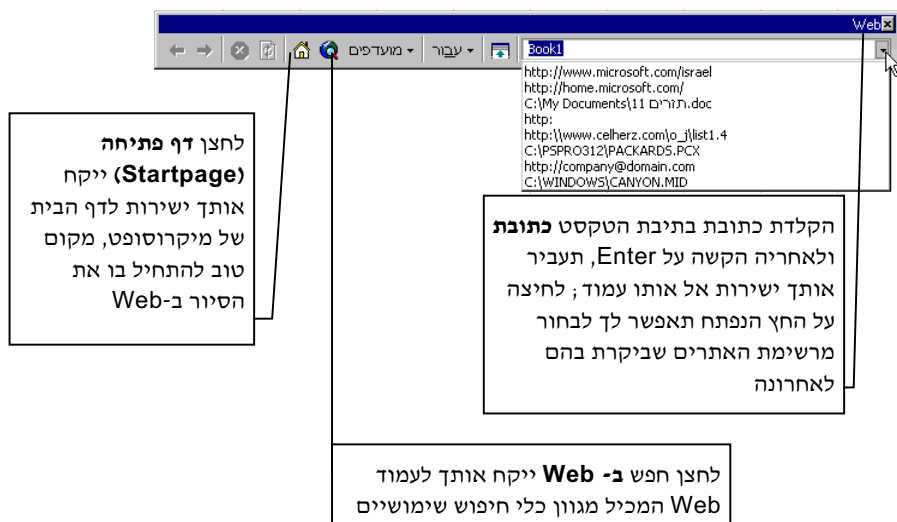 Web
מועדפים
עבור
Book1
http://www.microsoft.com/israel
http://home.microsoft.com/
C:\My Documents\11 תזרים.doc
http:
http:\\www.celherz.com\o_j\list1.4
C:\PSPRO312\PACKARDS.PCX
http://company@domain.com
C:\WINDOWS\CANYON.MID
לחצן דף פתיחה
(Startpage) ייקח
אותך ישירות לדף הבית
של מיקרוסופט, מקום
טוב להתחיל בו את
הסיור ב-Web
הקלדת כתובת בתיבת הטקסט כתובת
ולאחריה הקשה על Enter, תעביר
אותך ישירות אל אותו עמוד; לחיצה
על החץ הנפתח תאפשר לך לבחור
מרשימת האתרים שביקרת בהם
לאחרונה
לחצן חפש ב- Web ייקח אותך לעמוד
Web המכיל מגוון כלי חיפוש שימושיים